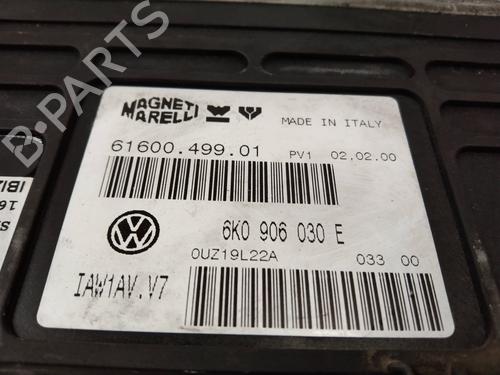 MAGNETI
MARELLI
MADE IN ITALY
61600.499.01 PV1 02.02.00
6K0 906 030 E
0UZ19L22A 033 00
IAW1AV.V7
B-Parts